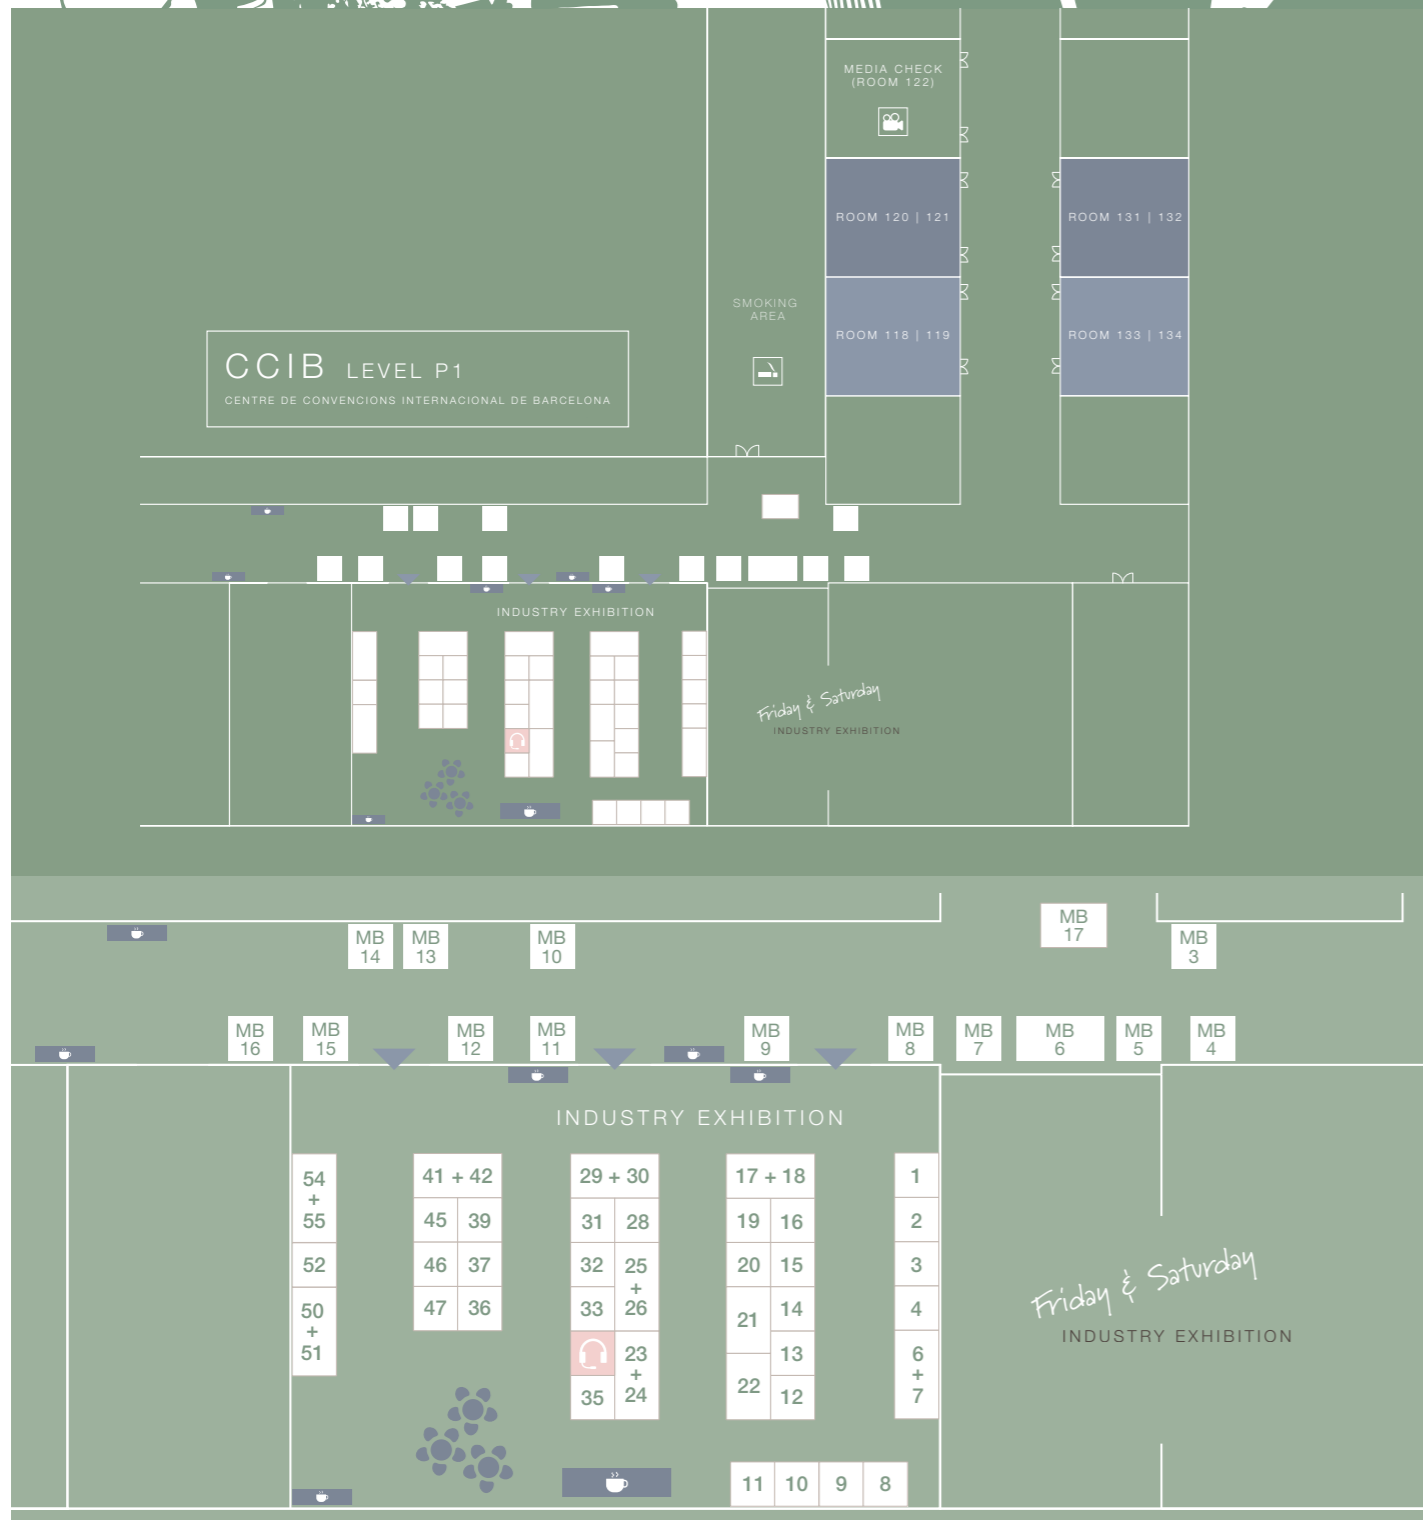 MEDIA CHECK
(ROOM 122)
ROOM 120 | 121
ROOM 131 | 132
SMOKING
AREA
ROOM 118 | 119
ROOM 133 | 134
CCIB LEVEL P1
CENTRE DE CONVENCIONS INTERNACIONAL DE BARCELONA
INDUSTRY EXHIBITION
Friday & Saturday
INDUSTRY EXHIBITION
MB
17
MB
14
MB
13
MB
10
MB
3
MB
16
MB
15
MB
12
MB
11
MB
9
MB
8
MB
7
MB
6
MB
5
MB
4
INDUSTRY EXHIBITION
54
+
55
52
50
+
51
41 + 42
45 39
46 37
47 36
29 + 30
31 28
32
33
35
25
+
26
23
+
24
17 + 18
19 16
20 15
21
22
14
13
12
1
2
3
4
6
+
7
11 10 9 8
Friday & Saturday
INDUSTRY EXHIBITION